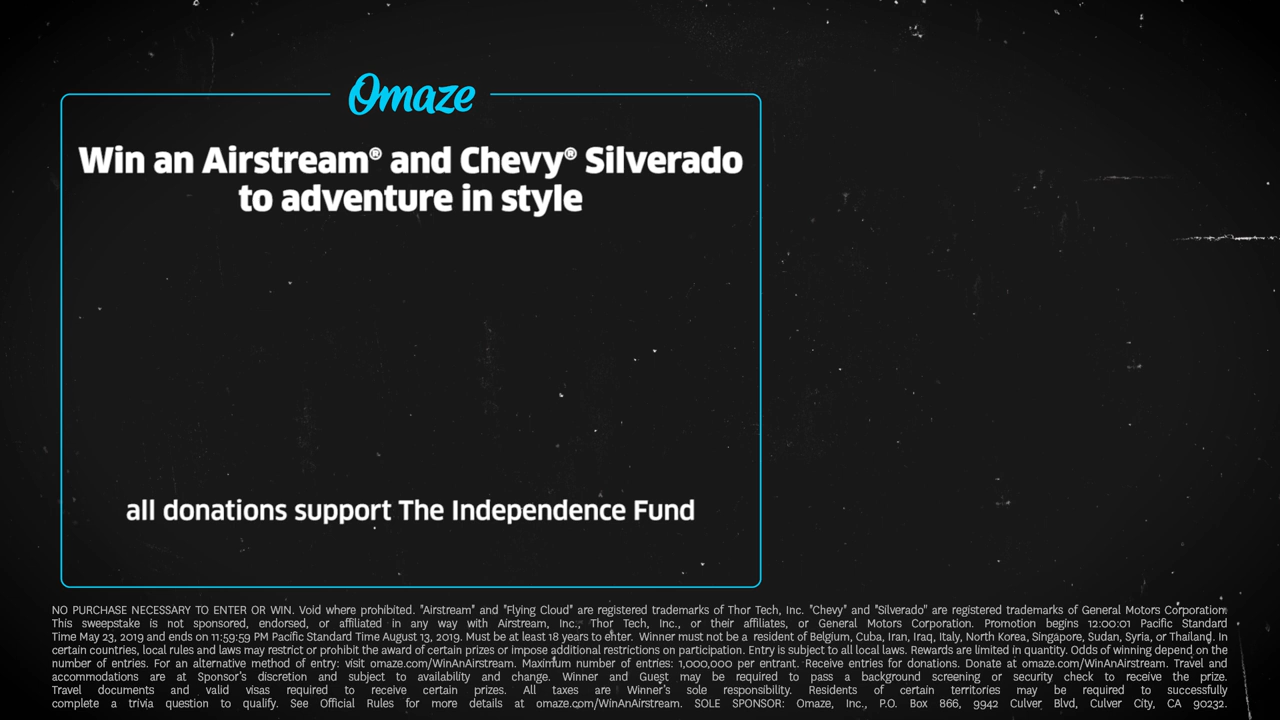 Omaze
Win an Airstream® and Chevy® Silverado
to adventure in style
all donations support The Independence Fund
NO PURCHASE NECESSARY TO ENTER OR WIN. Void where prohibited. "Airstream" and "Flying Cloud" are registered trademarks of Thor Tech, Inc. "Chevy" and "Silverado" are registered trademarks of General Motors Corporation.
This sweepstake is not sponsored, endorsed, or affiliated in any way with Airstream, Inc., Thor Tech, Inc., or their affiliates, or General Motors Corporation. Promotion begins 12:00:01 Pacific Standard
Time May 23, 2019 and ends on 11:59:59 PM Pacific Standard Time August 13, 2019. Must be at least 18 years to enter. Winner must not be a resident of Belgium, Cuba, Iran, Iraq, Italy, North Korea, Singapore, Sudan, Syria, or Thailand. In
certain countries, local rules and laws may restrict or prohibit the award of certain prizes or impose additional restrictions on participation. Entry is subject to all local laws. Rewards are limited in quantity. Odds of winning depend on the
number of entries. For an alternative method of entry: visit omaze.com/WinAnAirstream. Maximum number of entries: 1,000,000 per entrant. Receive entries for donations. Donate at omaze.com/WinAnAirstream. Travel and
accommodations are at Sponsor's discretion and subject to availability and change. Winner and Guest may be required to pass a background screening or security check to receive the prize.
Travel documents and valid visas required to receive certain prizes. All taxes are Winner's sole responsibility. Residents of certain territories may be required to successfully
complete a trivia question to qualify. See Official Rules for more details at omaze.com/WinAnAirstream. SOLE SPONSOR: Omaze, Inc., P.O. Box 866, 9942 Culver Blvd, Culver City, CA 90232.